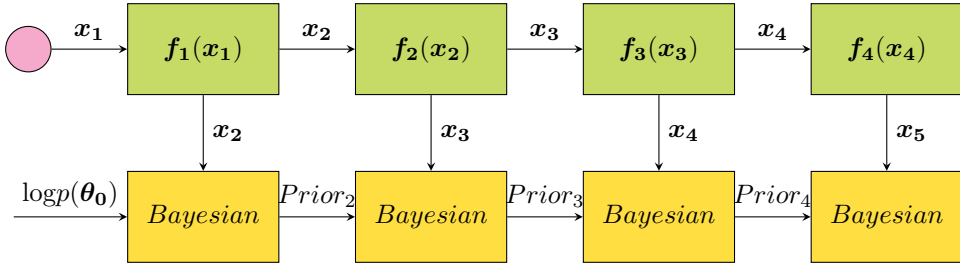 x₁ x₂ x₃ x₄
f₁(x₁) f₂(x₂) f₃(x₃) f₄(x₄)
x₂ x₃ x₄ x₅
logp(θ₀) Prior₂ Prior₃ Prior₄
Bayesian Bayesian Bayesian Bayesian